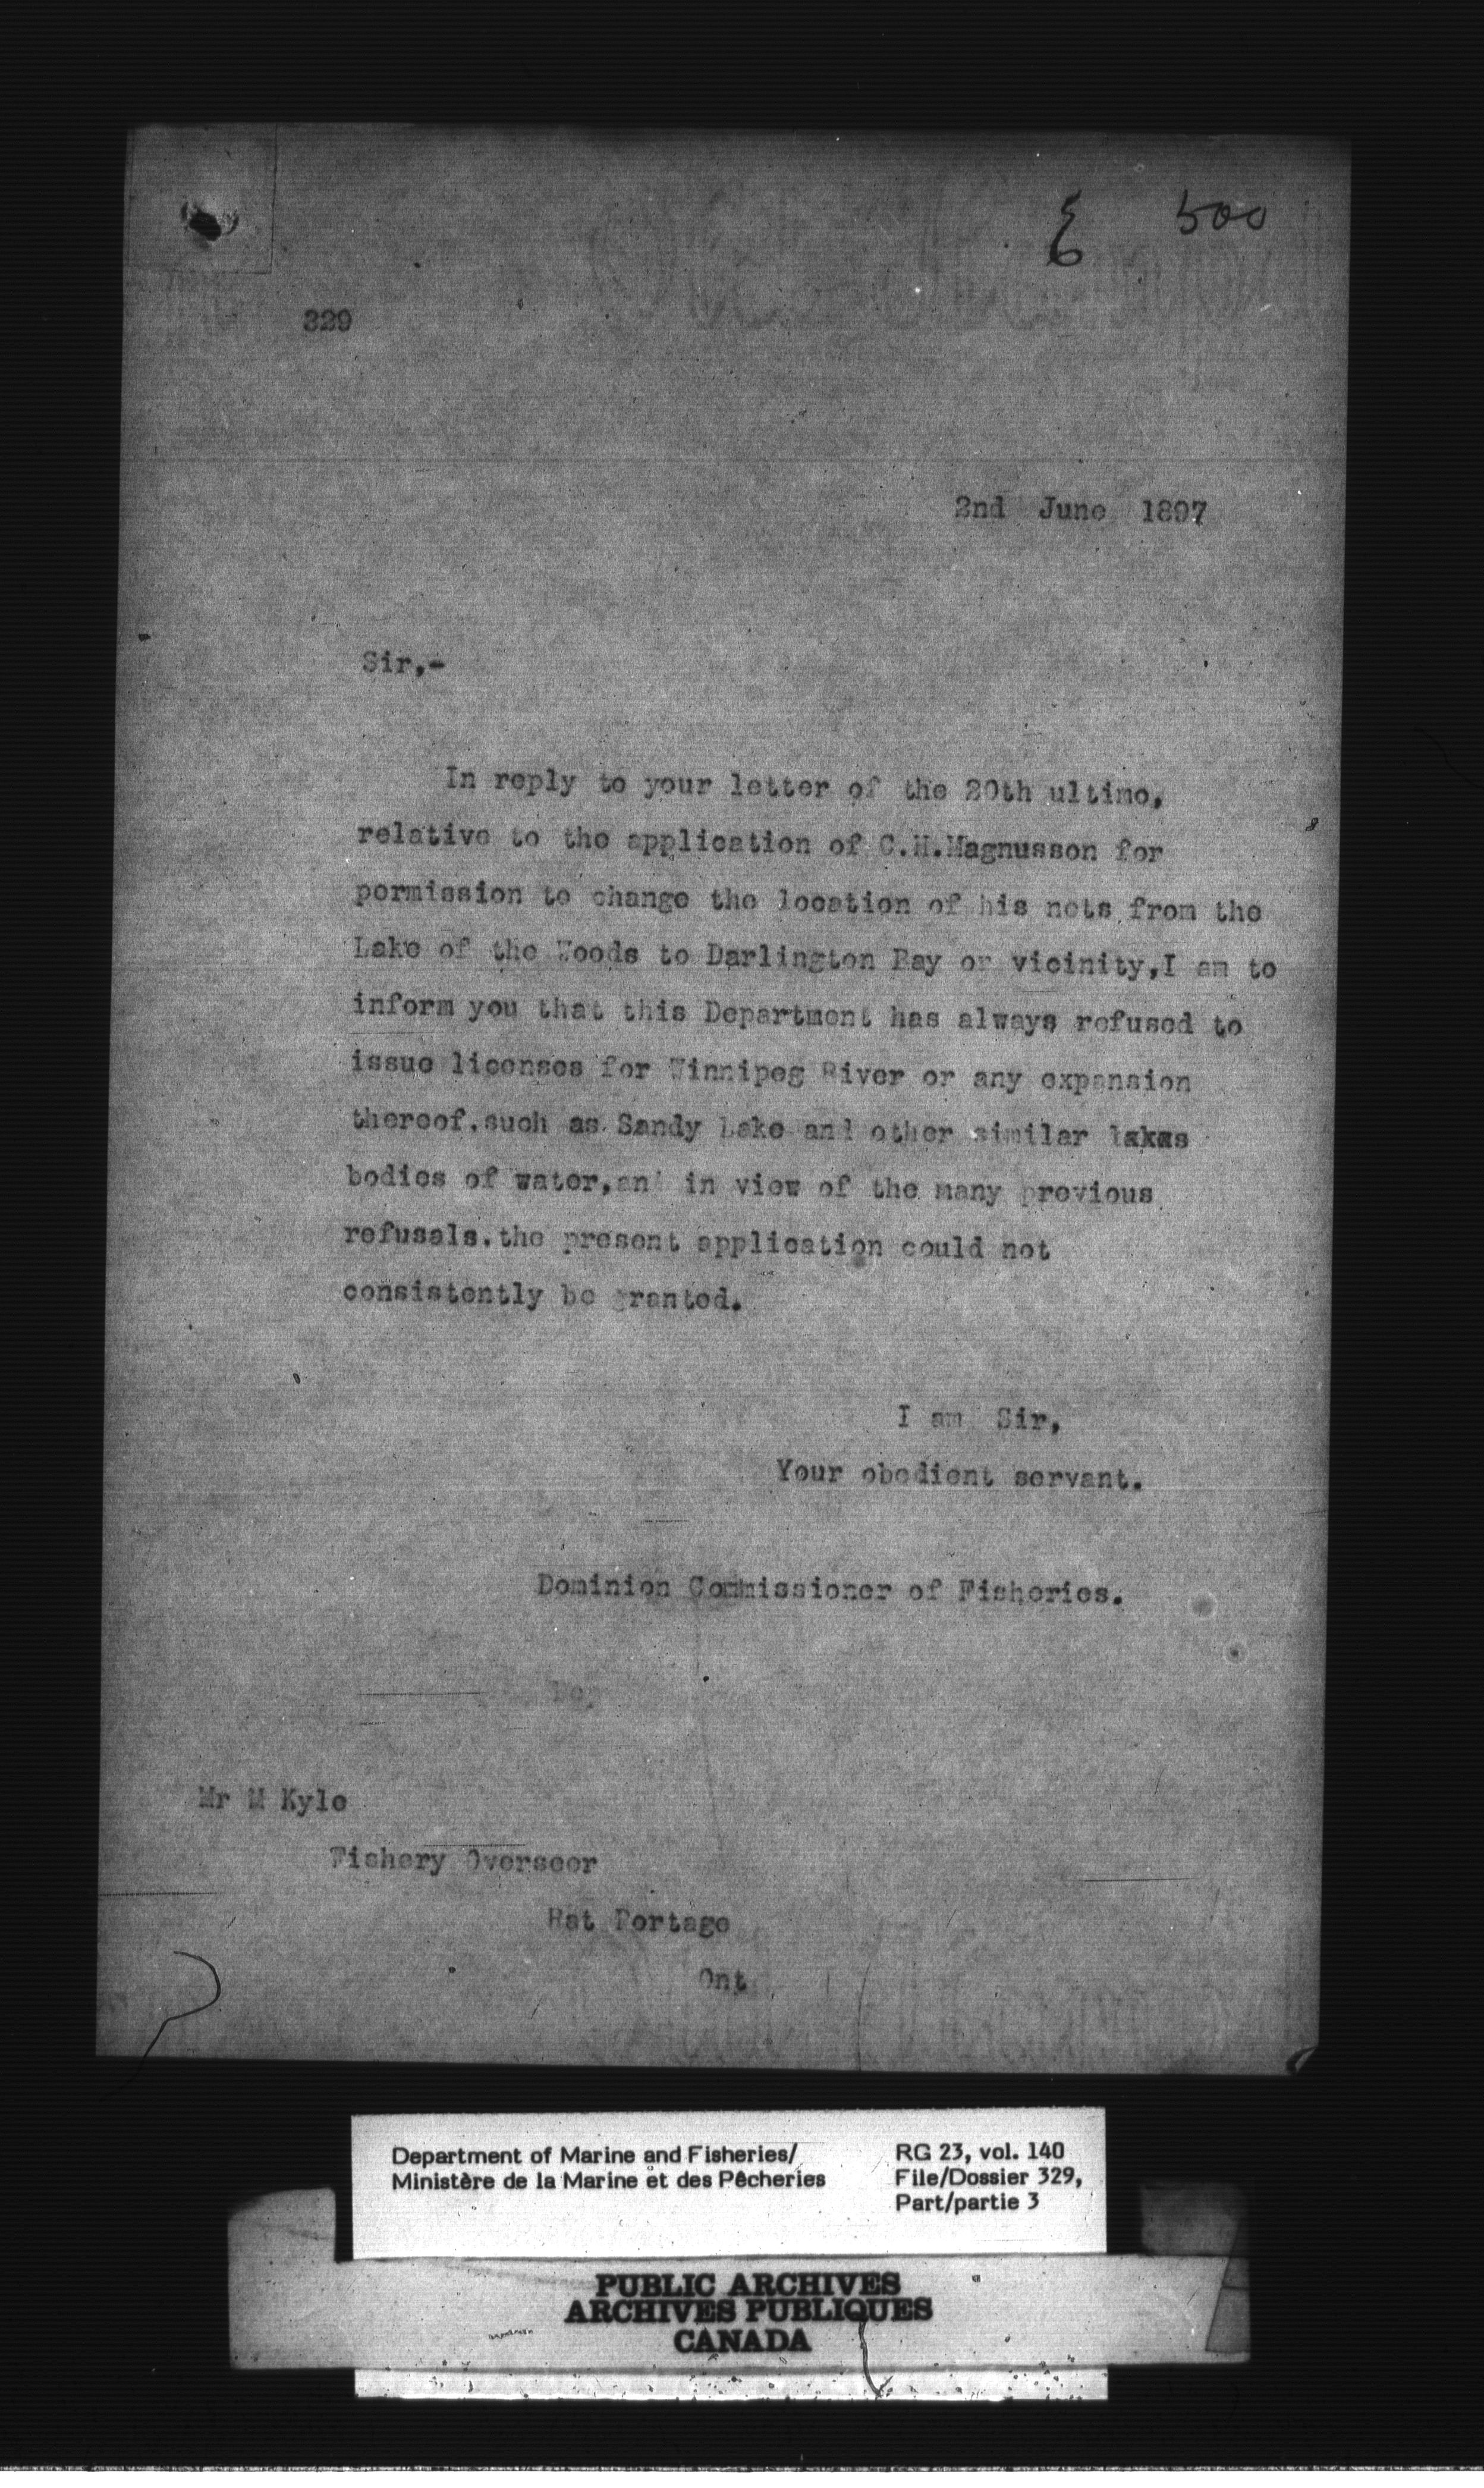 500
329
2nd June 1897
Sir,-
In reply to your letter of the 20th ultimo,
relative to the application of C.H.Magnusson for
permission to change the location of his nets from the
Lake of the Woods to Darlington Bay or vicinity,I am to
inform you that this Department has always refused to
issue licenses for Winnipeg River or any expansion
thereof,such as Sandy Lake and other similar lakes
bodies of water,and in view of the many previous
refusals,the present application could not
consistently be granted.
I am Sir,
Your obedient servant.
Dominion Commissioner of Fisheries.
Mr M Kyle
Fishery Overseer
Rat Portage
Ont
Department of Marine and Fisheries/
Ministère de la Marine et des Pêcheries
RG 23, vol. 140
File/Dossier 329,
Part/partie 3
PUBLIC ARCHIVES
ARCHIVES PUBLIQUES
CANADA